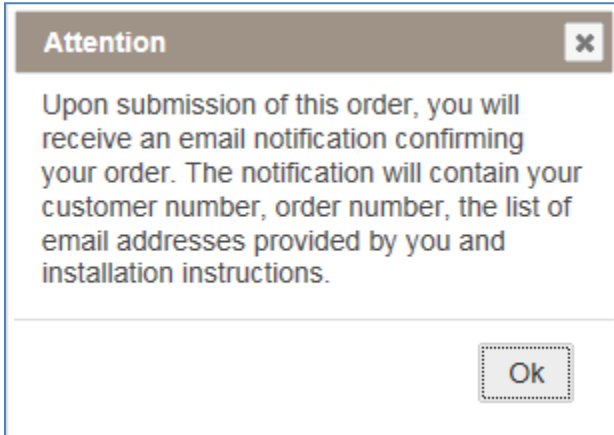 Attention
Upon submission of this order, you will
receive an email notification confirming
your order. The notification will contain your
customer number, order number, the list of
email addresses provided by you and
installation instructions.
Ok